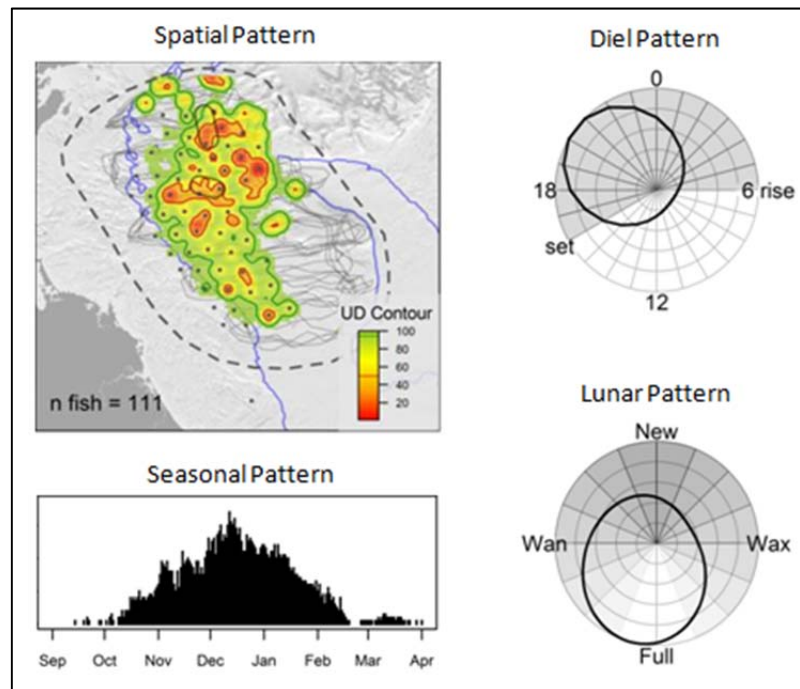 Spatial Pattern
UD Contour
100
80
60
40
20
n fish = 111
Diel Pattern
0
18
6 rise
set
12
Seasonal Pattern
Sep Oct Nov Dec Jan Feb Mar Apr
Lunar Pattern
New
Wan
Wax
Full